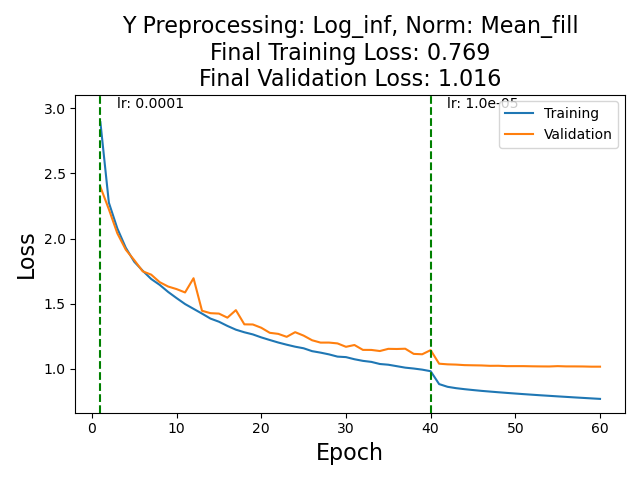 Y Preprocessing: Log_inf, Norm: Mean_fill
Final Training Loss: 0.769
Final Validation Loss: 1.016
lr: 0.0001
lr: 1.0e-05
Training
Validation
3.0
2.5
2.0
1.5
1.0
Loss
0 10 20 30 40 50 60
Epoch